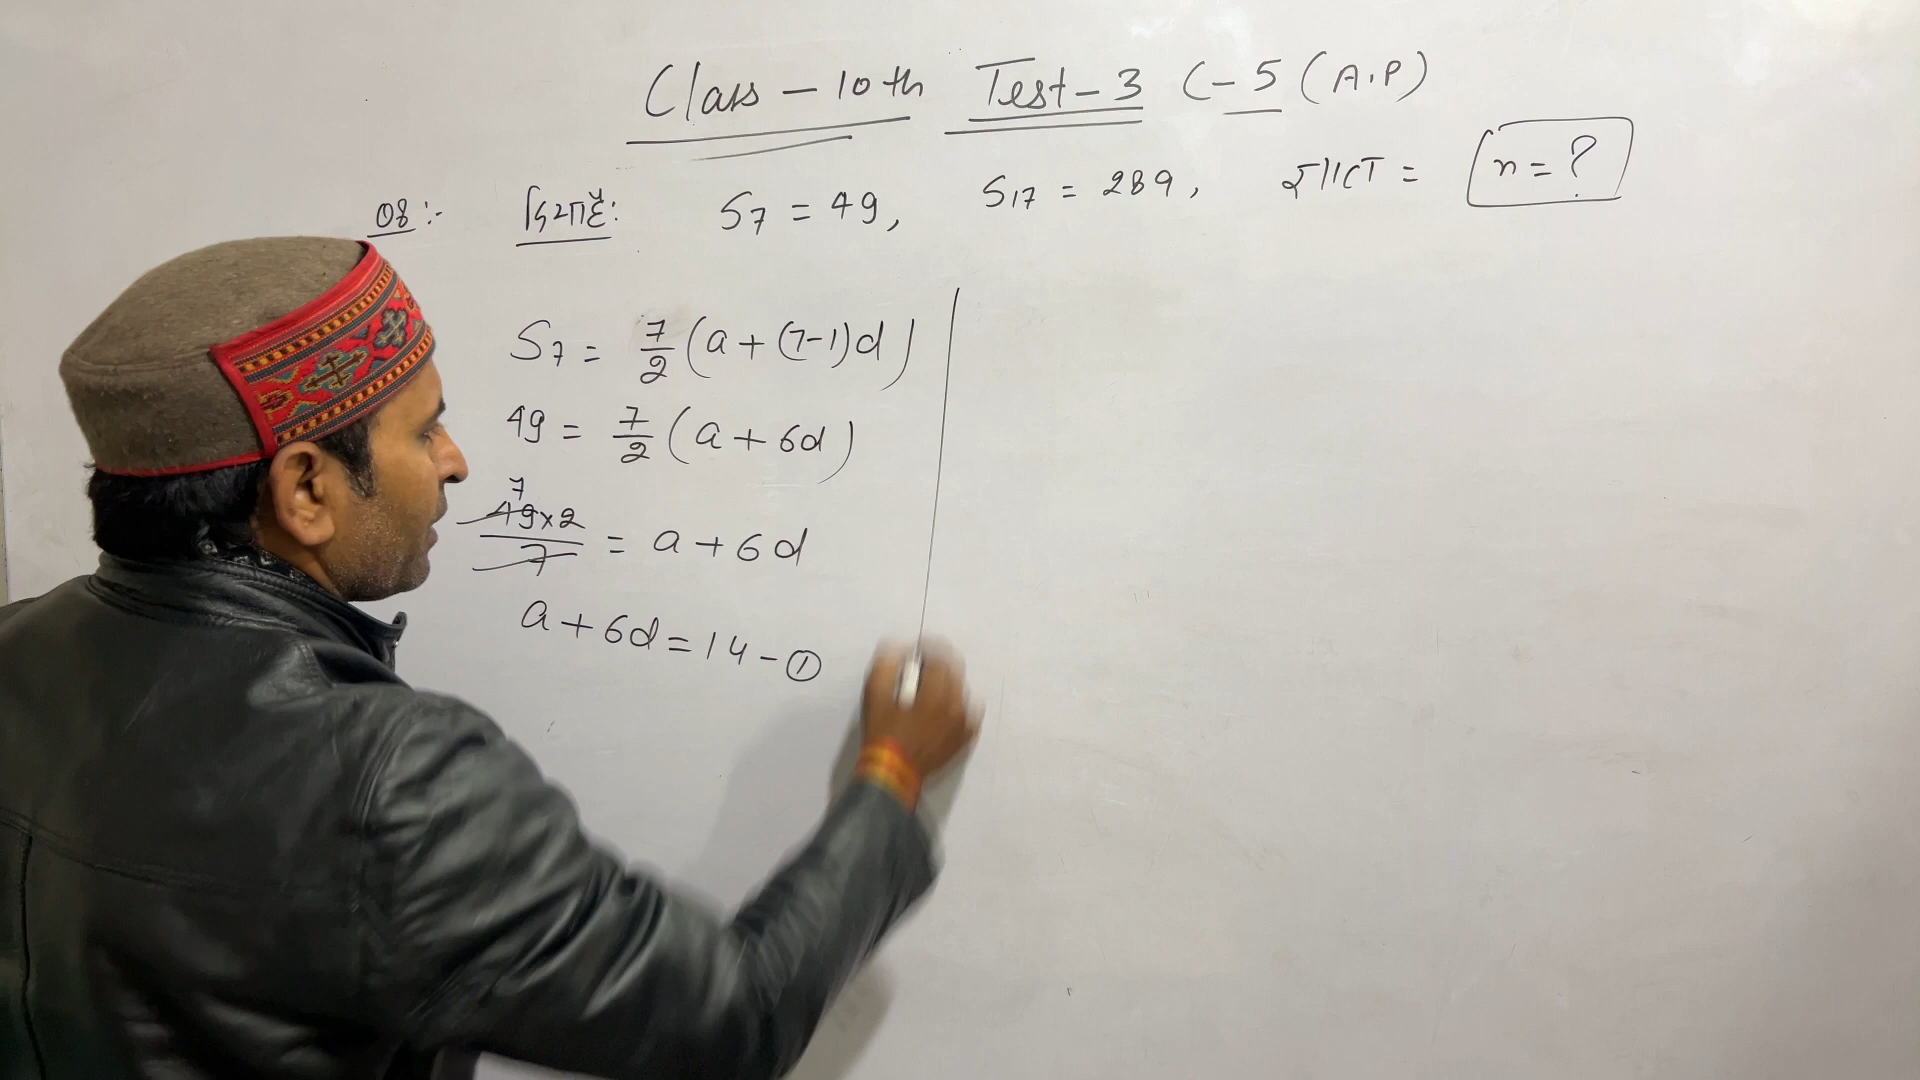 Class - 10th Test - 3 C-5 (A.P)
08:- S7 = 49, S17 = 289, n = ?
S7 = 7/2 (a + (7-1)d)
49 = 7/2 (a + 6d)
7
49×2/7 = a + 6d
a + 6d = 14 - ①